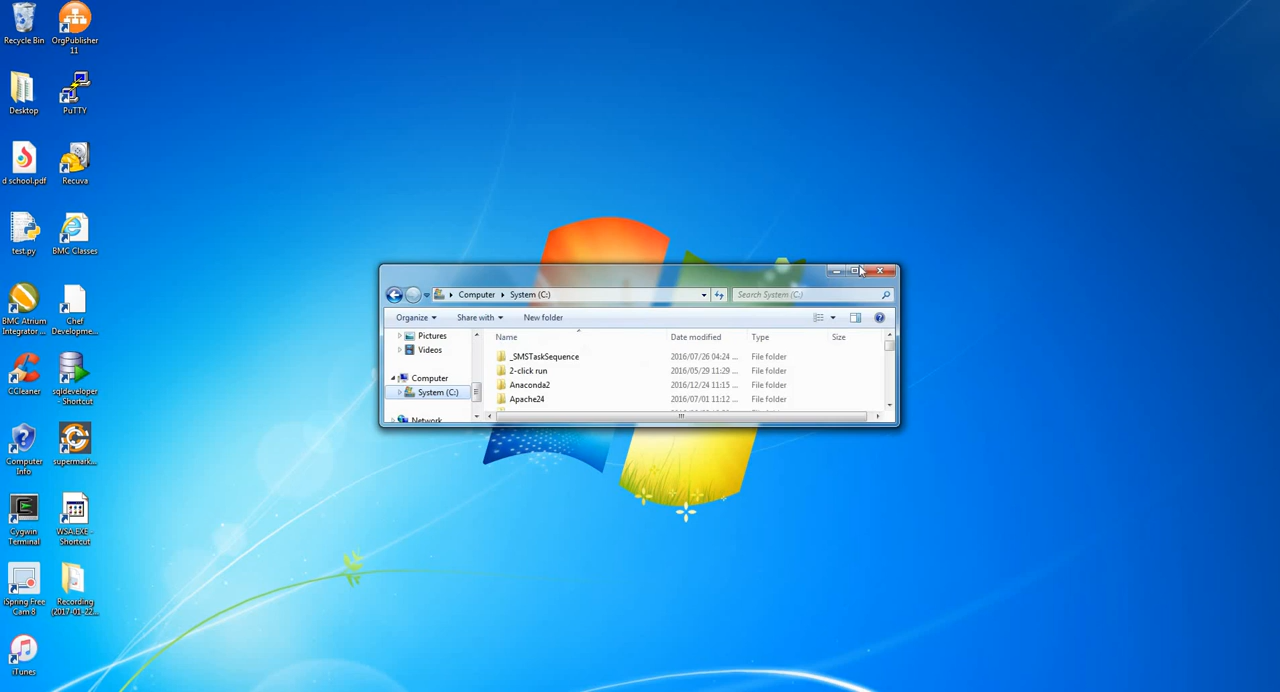 Recycle Bin
OrgPublisher
11
Desktop
PuTTY
d school.pdf
Recuva
test.py
BMC Classes
BMC Atrium
Integrator ...
Chef
Developme...
CCleaner
sqldeveloper
- Shortcut
Computer
Info
supermark...
Cygwin
Terminal
WSA.EXE -
Shortcut
iSpring Free
Cam 8
Recording
(2017-01-22...
iTunes
Computer
System (C:)
Search System (C:)
Organize
Share with
New folder
Pictures
Videos
Computer
System (C:)
Network
Name
Date modified
Type
Size
_SMSTaskSequence
2016/07/26 04:24 ...
File folder
2-click run
2016/05/29 11:29 ...
File folder
Anaconda2
2016/12/24 11:15 ...
File folder
Apache24
2016/07/01 11:12 ...
File folder